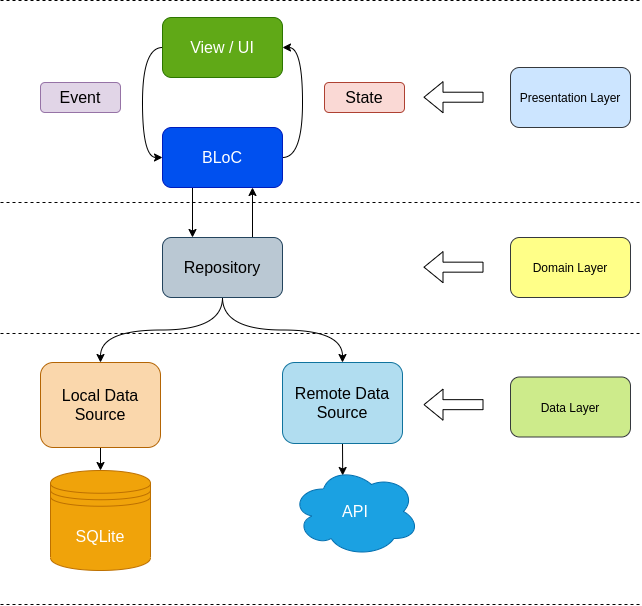 View / UI
Event
State
Presentation Layer
BLoC
Repository
Domain Layer
Local Data
Source
Remote Data
Source
Data Layer
SQLite
API